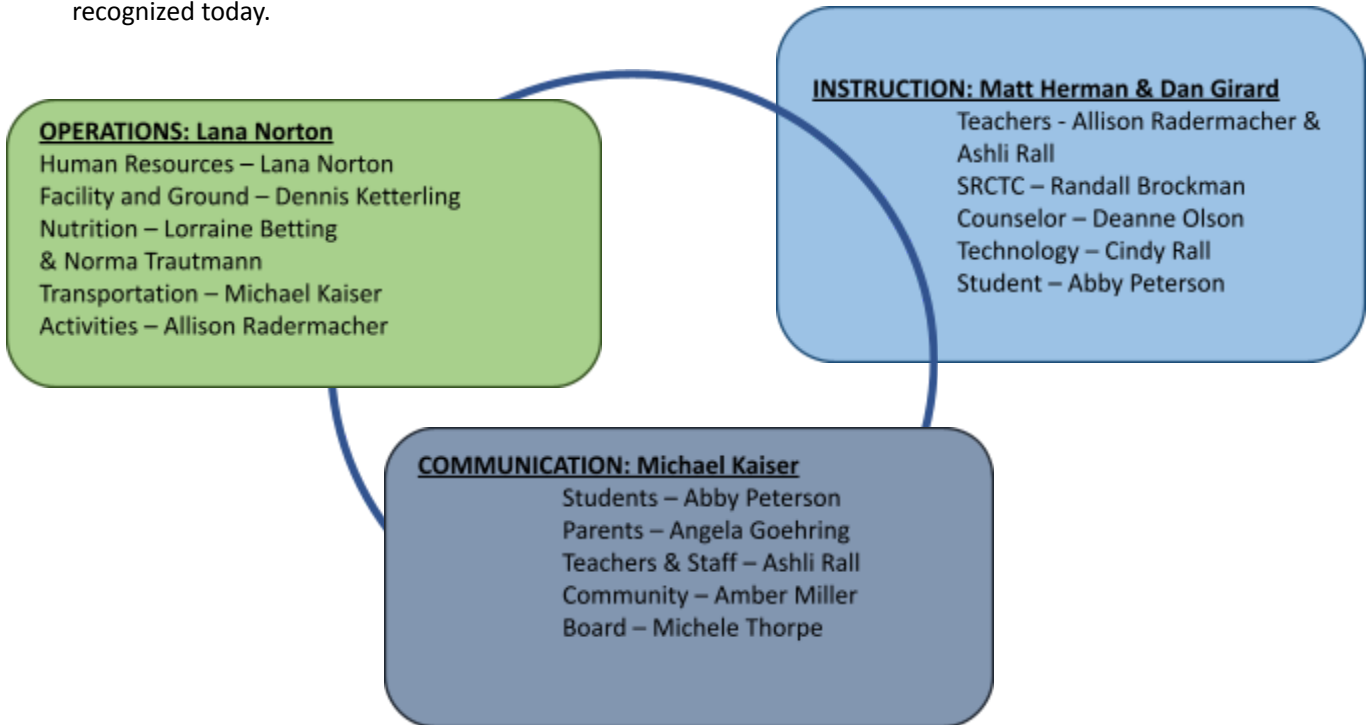 recognized today.
OPERATIONS: Lana Norton
Human Resources – Lana Norton
Facility and Ground – Dennis Ketterling
Nutrition – Lorraine Betting
& Norma Trautmann
Transportation – Michael Kaiser
Activities – Allison Radermacher
INSTRUCTION: Matt Herman & Dan Girard
Teachers - Allison Radermacher &
Ashli Rall
SRCTC – Randall Brockman
Counselor – Deanne Olson
Technology – Cindy Rall
Student – Abby Peterson
COMMUNICATION: Michael Kaiser
Students – Abby Peterson
Parents – Angela Goehring
Teachers & Staff – Ashli Rall
Community – Amber Miller
Board – Michele Thorpe